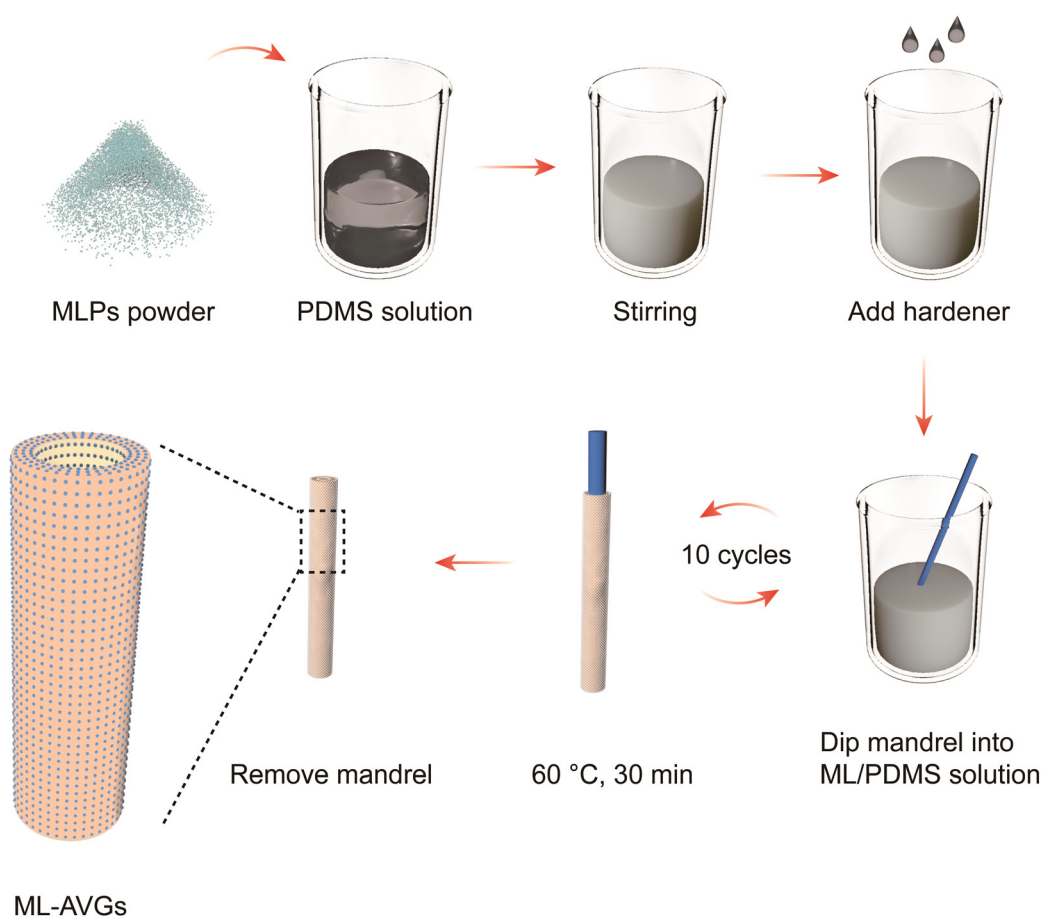 MLPs powder
PDMS solution
Stirring
Add hardener
10 cycles
Dip mandrel into
ML/PDMS solution
60 °C, 30 min
Remove mandrel
ML-AVGs